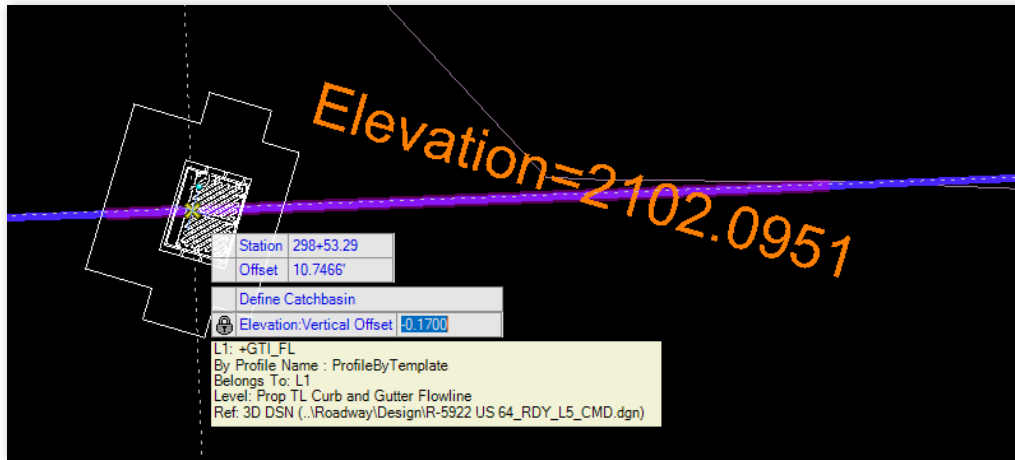 Elevation=2102.0951
Station 298+53.29
Offset 10.7466'
Define Catchbasin
Elevation:Vertical Offset -0.1700
L1: +GTI_FL
By Profile Name : ProfileByTemplate
Belongs To: L1
Level: Prop TL Curb and Gutter Flowline
Ref: 3D DSN (..\Roadway\Design\R-5922 US 64_RDY_L5_CMD.dgn)